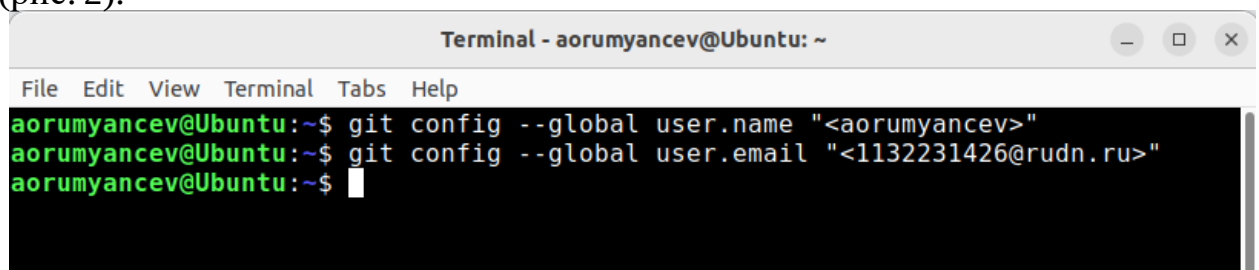 (рис. 2).
Terminal - aorumyancev@Ubuntu: ~
File Edit View Terminal Tabs Help
aorumyancev@Ubuntu:~$ git config --global user.name "<aorumyancev>"
aorumyancev@Ubuntu:~$ git config --global user.email "<1132231426@rudn.ru>"
aorumyancev@Ubuntu:~$